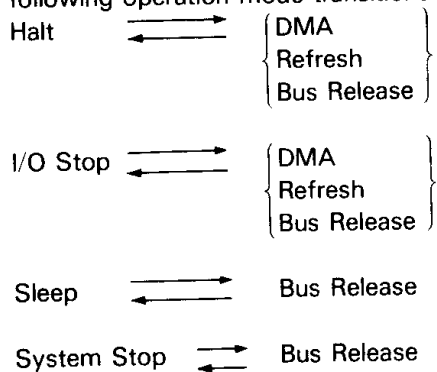 following operation mode transition
Halt DMA
Refresh
Bus Release
I/O Stop DMA
Refresh
Bus Release
Sleep Bus Release
System Stop Bus Release